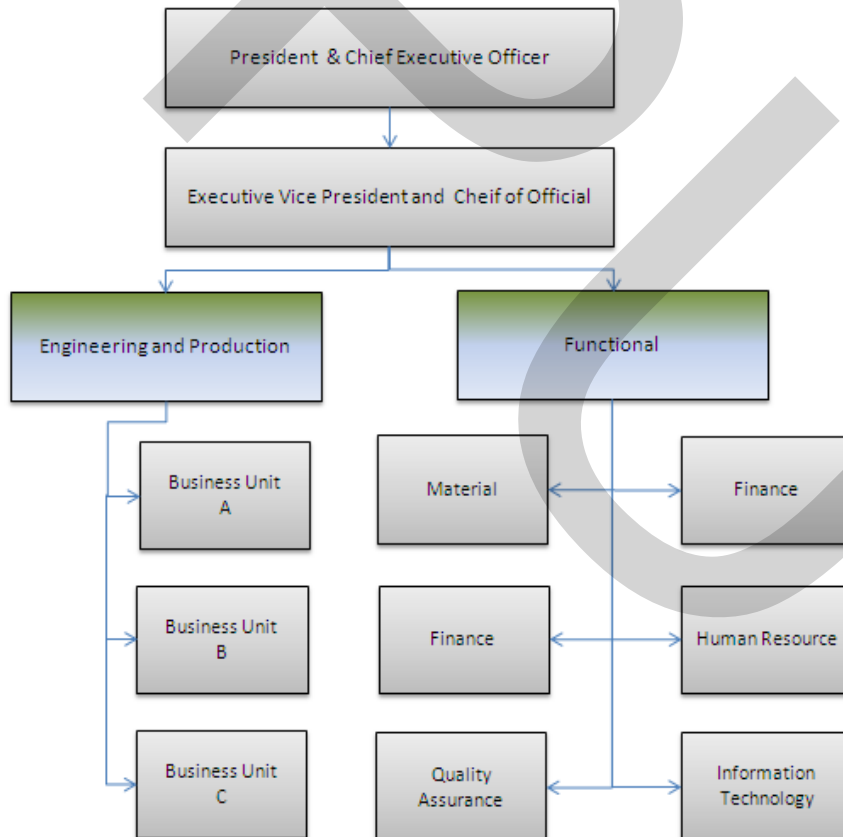 President & Chief Executive Officer
Executive Vice President and Cheif of Official
Engineering and Production
Functional
Business Unit
A
Material
Finance
Business Unit
B
Finance
Human Resource
Business Unit
C
Quality
Assurance
Information
Technology